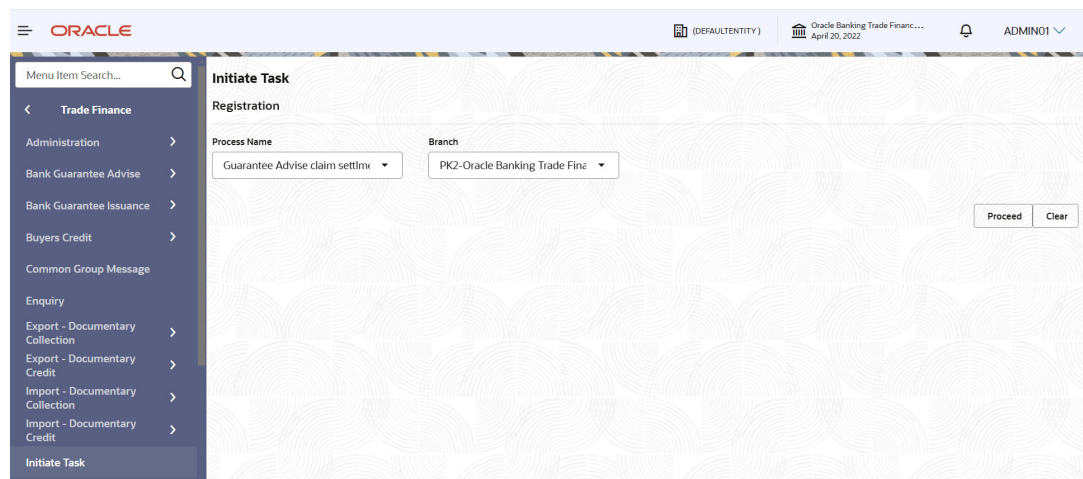 ORACLE
(DEFAULTENTITY)
Oracle Banking Trade Financ...
April 20, 2022
ADMIN01
Menu Item Search...
Trade Finance
Administration
Bank Guarantee Advise
Bank Guarantee Issuance
Buyers Credit
Common Group Message
Enquiry
Export - Documentary
Collection
Export - Documentary
Credit
Import - Documentary
Collection
Import - Documentary
Credit
Initiate Task
Initiate Task
Registration
Process Name
Branch
Guarantee Advise claim settlm
PK2-Oracle Banking Trade Fina
Proceed
Clear